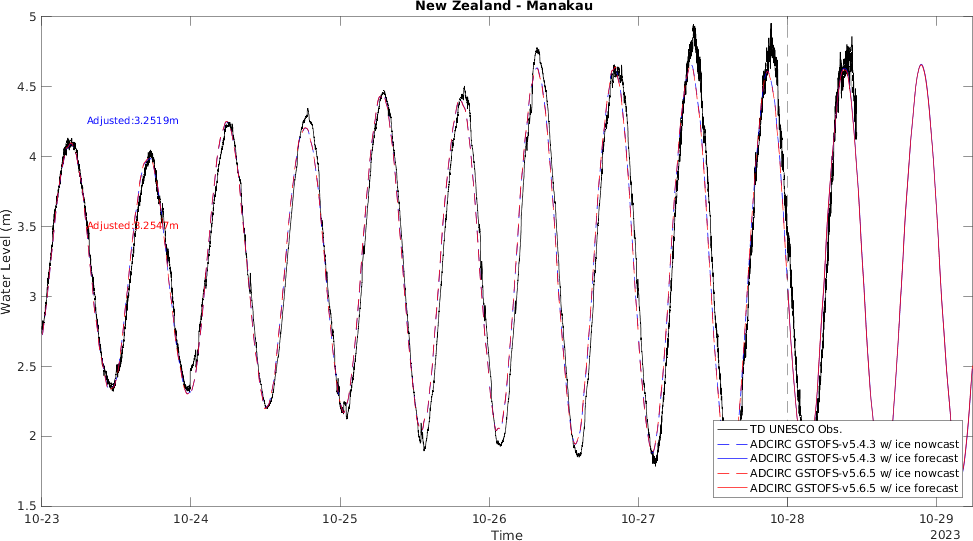 New Zealand - Manakau
5
4.5
4
3.5
3
2.5
2
1.5
Water Level (m)
Adjusted:3.2519m
Adjusted:3.2547m
TD UNESCO Obs.
ADCIRC GSTOFS-v5.4.3 w/ ice nowcast
ADCIRC GSTOFS-v5.4.3 w/ ice forecast
ADCIRC GSTOFS-v5.6.5 w/ ice nowcast
ADCIRC GSTOFS-v5.6.5 w/ ice forecast
10-23 10-24 10-25 10-26 10-27 10-28 10-29
Time
2023